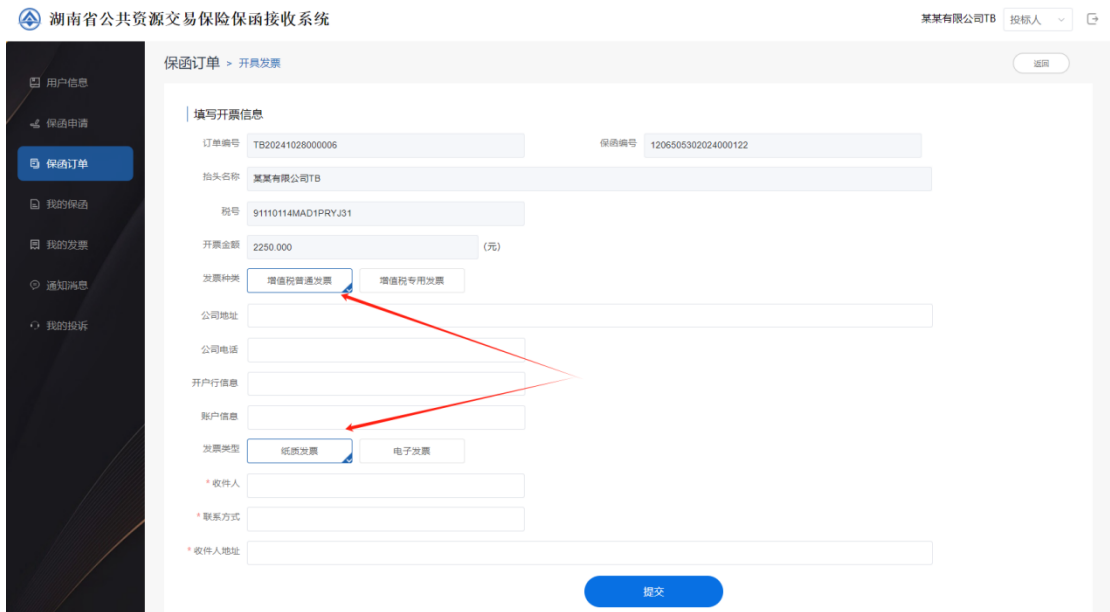 湖南省公共资源交易保险保函接收系统
某某有限公司TB 投标人
用户信息
保函申请
保函订单
我的保函
我的发票
通知消息
我的投诉
保函订单 > 开具发票
返回
填写开票信息
订单编号 TB20241028000006 保函编号 1206505302024000122
抬头名称 某某有限公司TB
税号 91110114MAD1PRYJ31
开票金额 2250.000 (元)
发票种类 增值税普通发票 增值税专用发票
公司地址
公司电话
开户行信息
账户信息
发票类型 纸质发票 电子发票
* 收件人
* 联系方式
* 收件人地址
提交